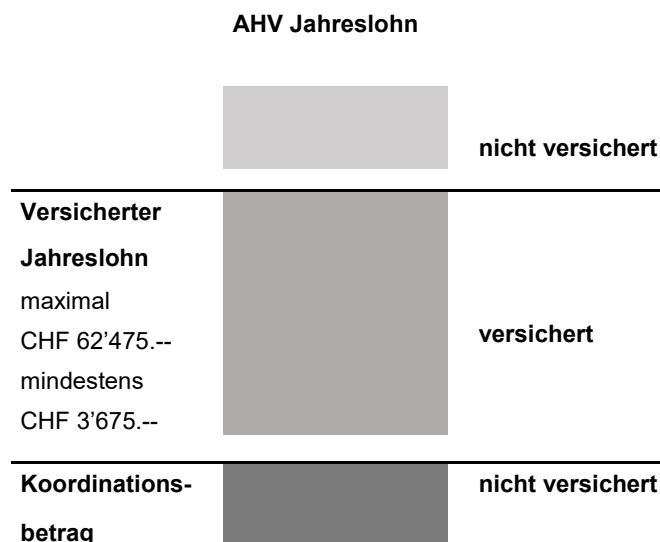 AHV Jahreslohn
nicht versichert
Versicherter
Jahreslohn
maximal
CHF 62'475.--
versichert
mindestens
CHF 3'675.--
Koordinations-
nicht versichert
betrag